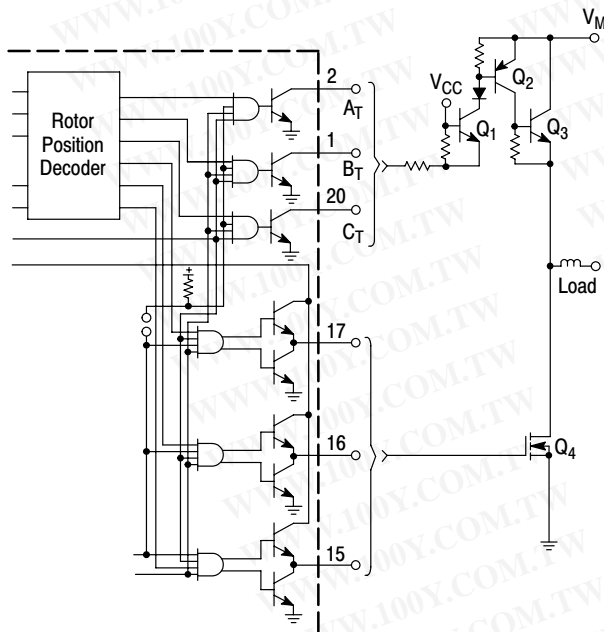 V_M
2
A_T
V_CC
Q_2
Q_1
Q_3
Rotor
Position
Decoder
1
B_T
20
C_T
+
Load
17
16
Q_4
15
WWW.100Y.COM.TW